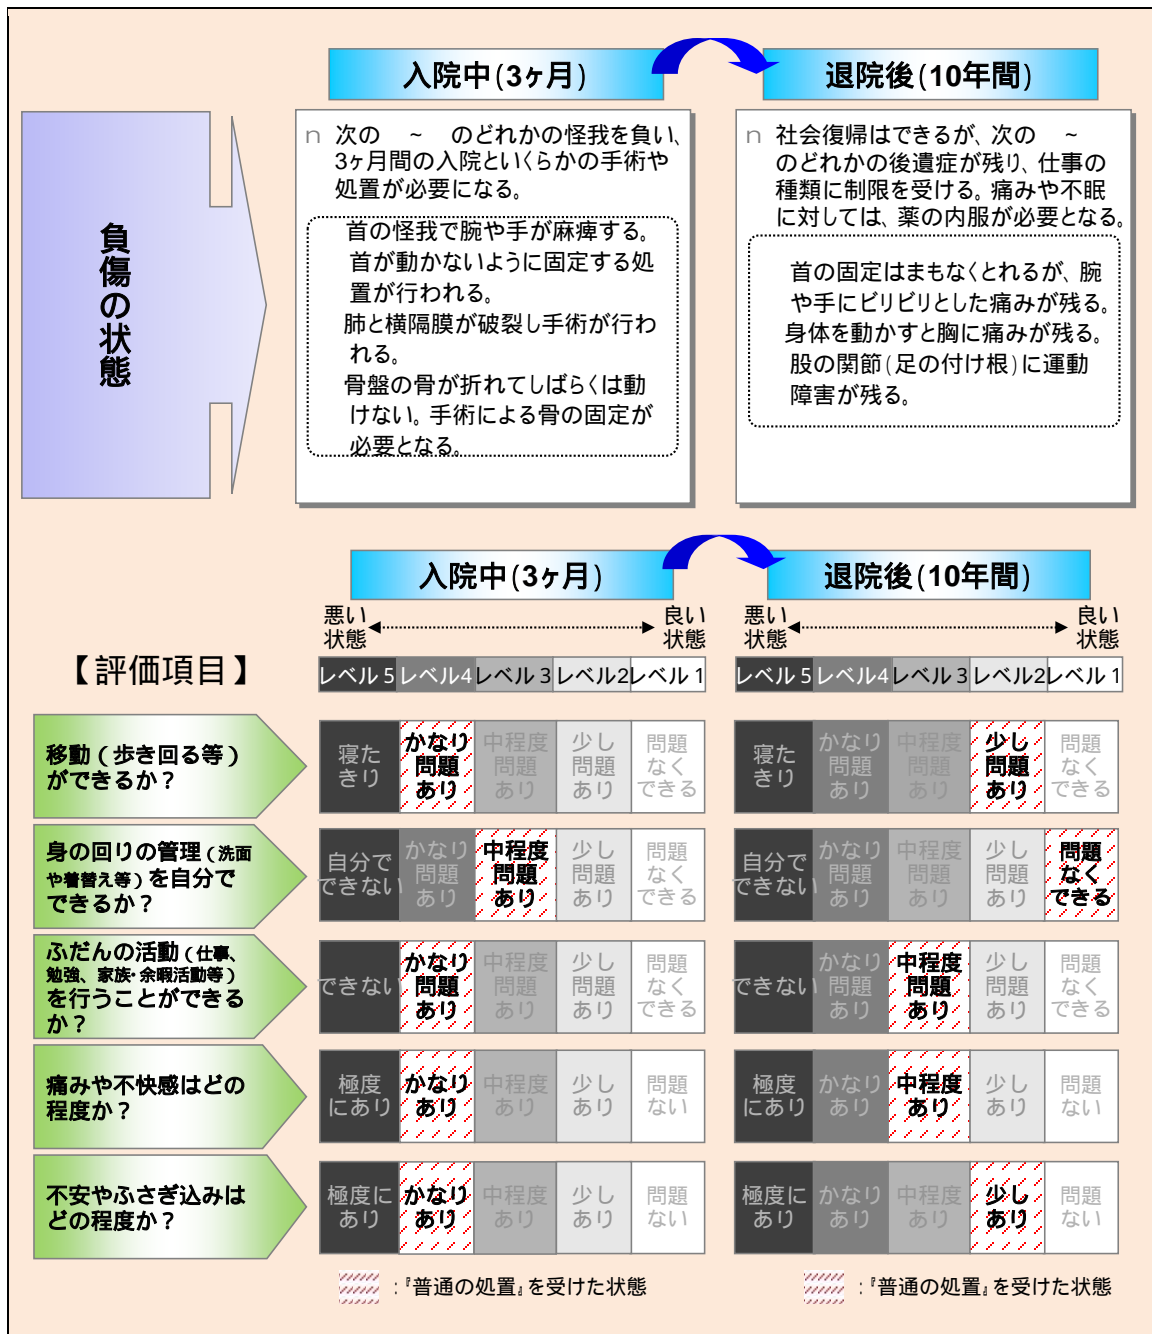 入院中(3ヶ月)
退院後(10年間)
負傷の状態
n 次の ~ のどれかの怪我を負い、
3ヶ月間の入院といくらかの手術や
処置が必要になる。
首の怪我で腕や手が麻痺する。
首が動かないように固定する処
置が行われる。
肺と横隔膜が破裂し手術が行わ
れる。
骨盤の骨が折れてしばらくは動
けない。手術による骨の固定が
必要となる。
n 社会復帰はできるが、次の ~
のどれかの後遺症が残り、仕事の
種類に制限を受ける。痛みや不眠
に対しては、薬の内服が必要となる。
首の固定はまもなくとれるが、腕
や手にビリビリとした痛みが残る。
身体を動かすと胸に痛みが残る。
股の関節(足の付け根)に運動
障害が残る。
入院中(3ヶ月)
退院後(10年間)
悪い
状態
良い
状態
悪い
状態
良い
状態
【評価項目】
レベル5 レベル4 レベル3 レベル2 レベル1
レベル5 レベル4 レベル3 レベル2 レベル1
移動(歩き回る等)
ができるか?
寝た
きり
かなり
問題
あり
中程度
問題
あり
少し
問題
あり
問題
なく
できる
寝た
きり
かなり
問題
あり
中程度
問題
あり
少し
問題
あり
問題
なく
できる
身の回りの管理(洗面
や着替え等)を自分で
できるか?
自分で
できない
かなり
問題
あり
中程度
問題
あり
少し
問題
あり
問題
なく
できる
自分で
できない
かなり
問題
あり
中程度
問題
あり
少し
問題
あり
問題
なく
できる
ふだんの活動(仕事、
勉強、家族・余暇活動等)
を行うことができる
か?
できない
かなり
問題
あり
中程度
問題
あり
少し
問題
あり
問題
なく
できる
できない
かなり
問題
あり
中程度
問題
あり
少し
問題
あり
問題
なく
できる
痛みや不快感はどの
程度か?
極度
にあり
かなり
あり
中程度
あり
少し
あり
問題
ない
極度
にあり
かなり
あり
中程度
あり
少し
あり
問題
ない
不安やふさぎ込みは
どの程度か?
極度に
あり
かなり
あり
中程度
あり
少し
あり
問題
ない
極度に
あり
かなり
あり
中程度
あり
少し
あり
問題
ない
:『普通の処置』を受けた状態
:『普通の処置』を受けた状態